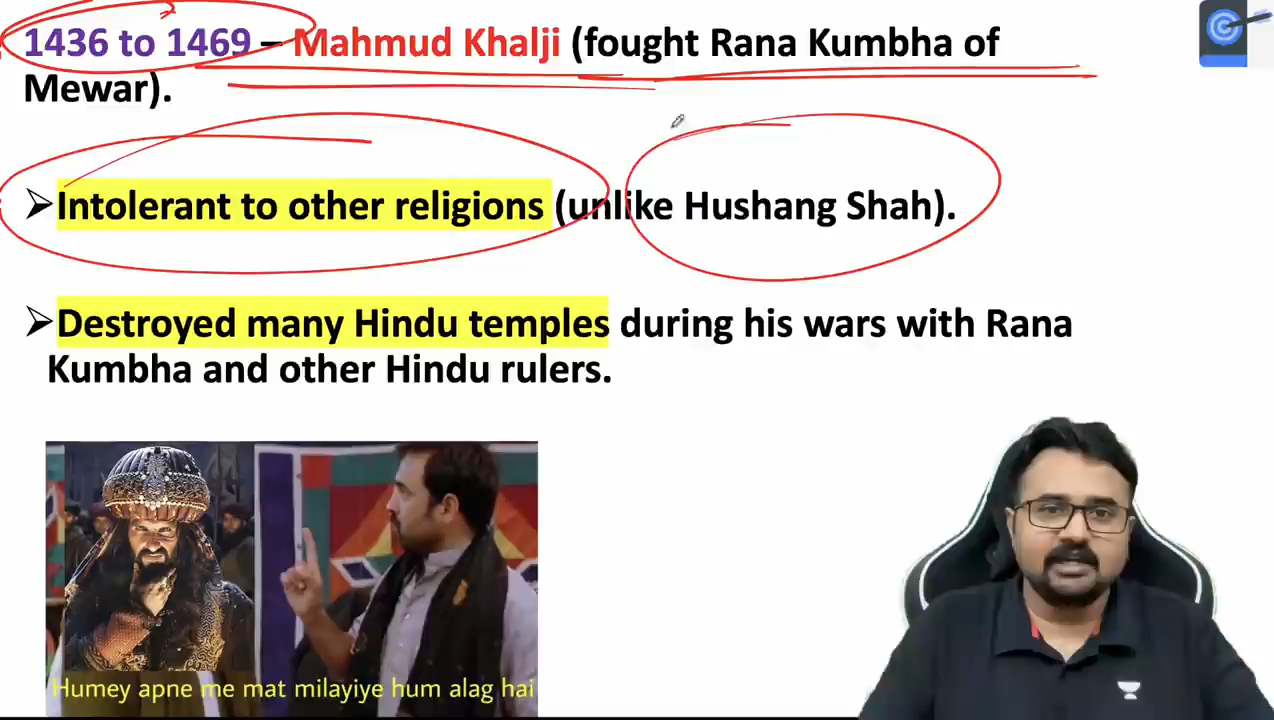 1436 to 1469 – Mahmud Khalji (fought Rana Kumbha of
Mewar).
➢Intolerant to other religions (unlike Hushang Shah).
➢Destroyed many Hindu temples during his wars with Rana
Kumbha and other Hindu rulers.
Humey apne me mat milayiye hum alag hai